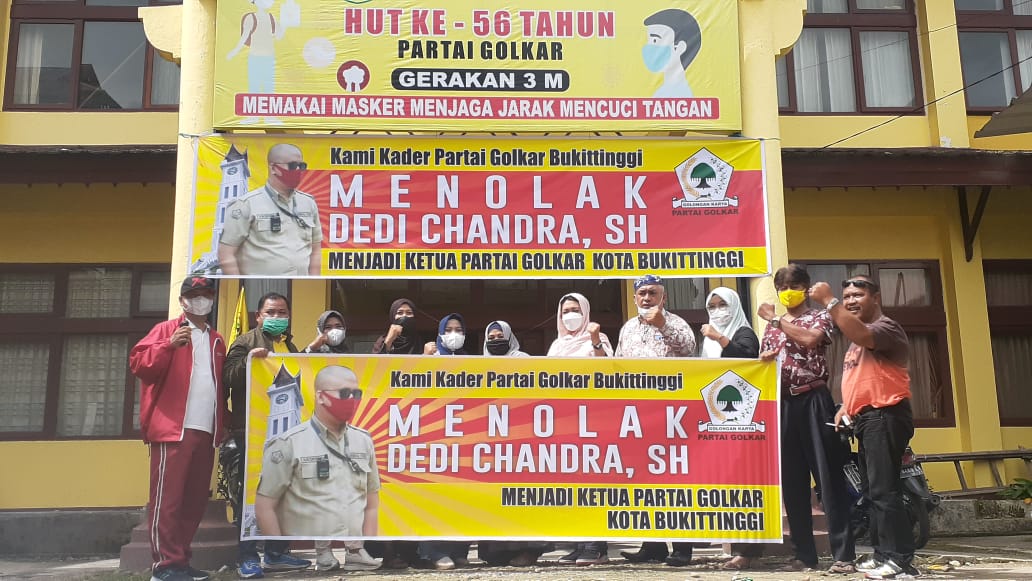 HUT KE - 56 TAHUN
PARTAI GOLKAR
GERAKAN 3 M
MEMAKAI MASKER MENJAGA JARAK MENCUCI TANGAN
Kami Kader Partai Golkar Bukittinggi
MENOLAK
DEDI CHANDRA, SH
MENJADI KETUA PARTAI GOLKAR KOTA BUKITTINGGI
GOLONGAN KARYA
PARTAI GOLKAR
Kami Kader Partai Golkar Bukittinggi
MENOLAK
DEDI CHANDRA, SH
MENJADI KETUA PARTAI GOLKAR
KOTA BUKITTINGGI
GOLONGAN KARYA
PARTAI GOLKAR